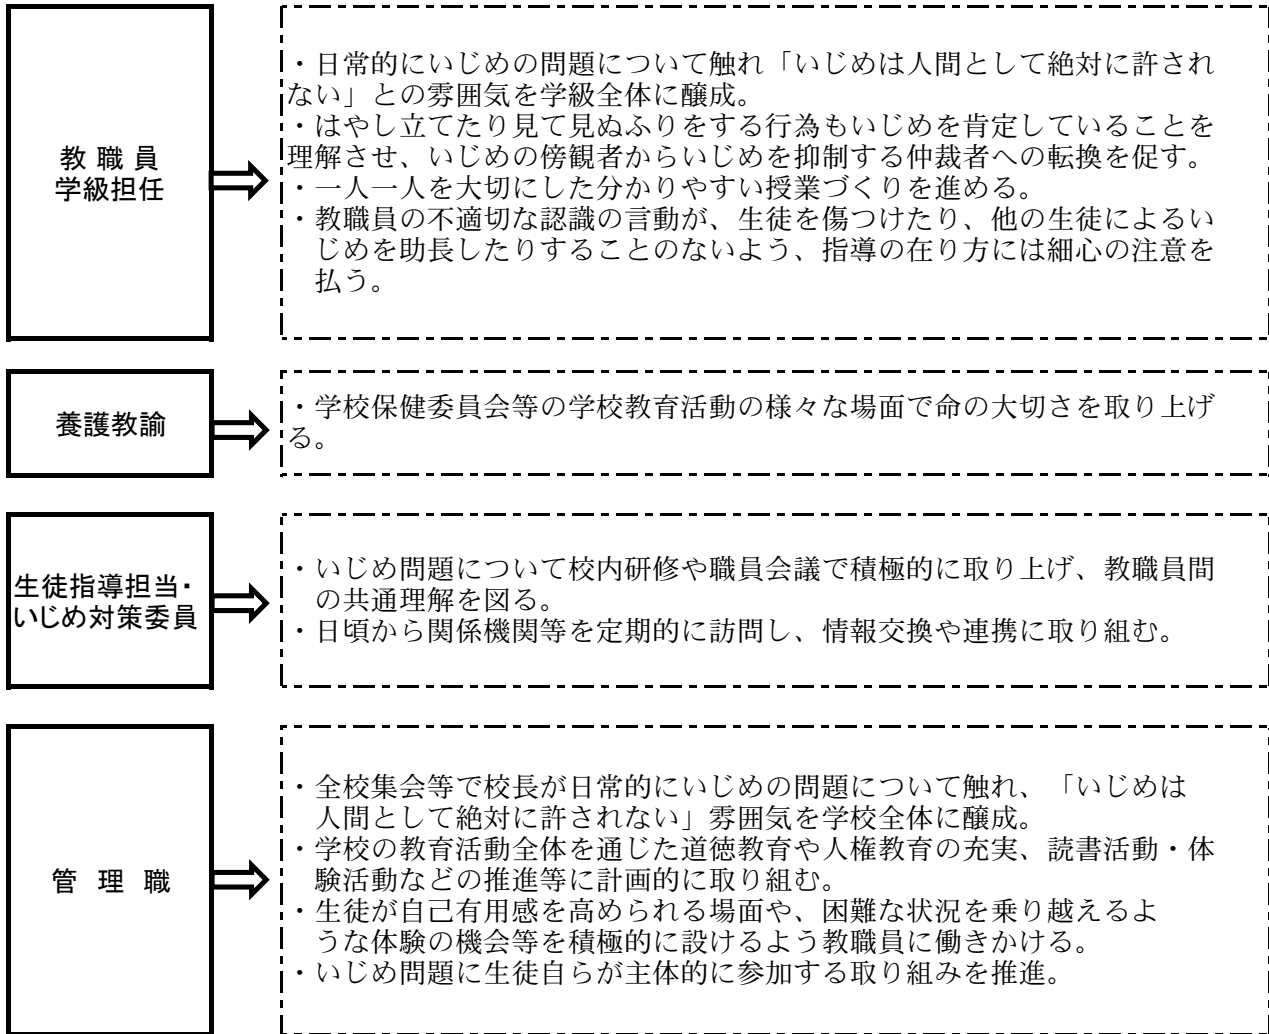 教 職 員
学級担任
・日常的にいじめの問題について触れ「いじめは人間として絶対に許され
ない」との雰囲気を学級全体に醸成。
・はやし立てたり見て見ぬふりをする行為もいじめを肯定していることを
理解させ、いじめの傍観者からいじめを抑制する仲裁者への転換を促す。
・一人一人を大切にした分かりやすい授業づくりを進める。
・教職員の不適切な認識の言動が、生徒を傷つけたり、他の生徒によるい
じめを助長したりすることのないよう、指導の在り方には細心の注意を
払う。
養護教諭
・学校保健委員会等の学校教育活動の様々な場面で命の大切さを取り上げ
る。
生徒指導担当・
いじめ対策委員
・いじめ問題について校内研修や職員会議で積極的に取り上げ、教職員間
の共通理解を図る。
・日頃から関係機関等を定期的に訪問し、情報交換や連携に取り組む。
管 理 職
・全校集会等で校長が日常的にいじめの問題について触れ、「いじめは
人間として絶対に許されない」雰囲気を学校全体に醸成。
・学校の教育活動全体を通じた道徳教育や人権教育の充実、読書活動・体
験活動などの推進等に計画的に取り組む。
・生徒が自己有用感を高められる場面や、困難な状況を乗り越えるよ
うな体験の機会等を積極的に設けるよう教職員に働きかける。
・いじめ問題に生徒自らが主体的に参加する取り組みを推進。